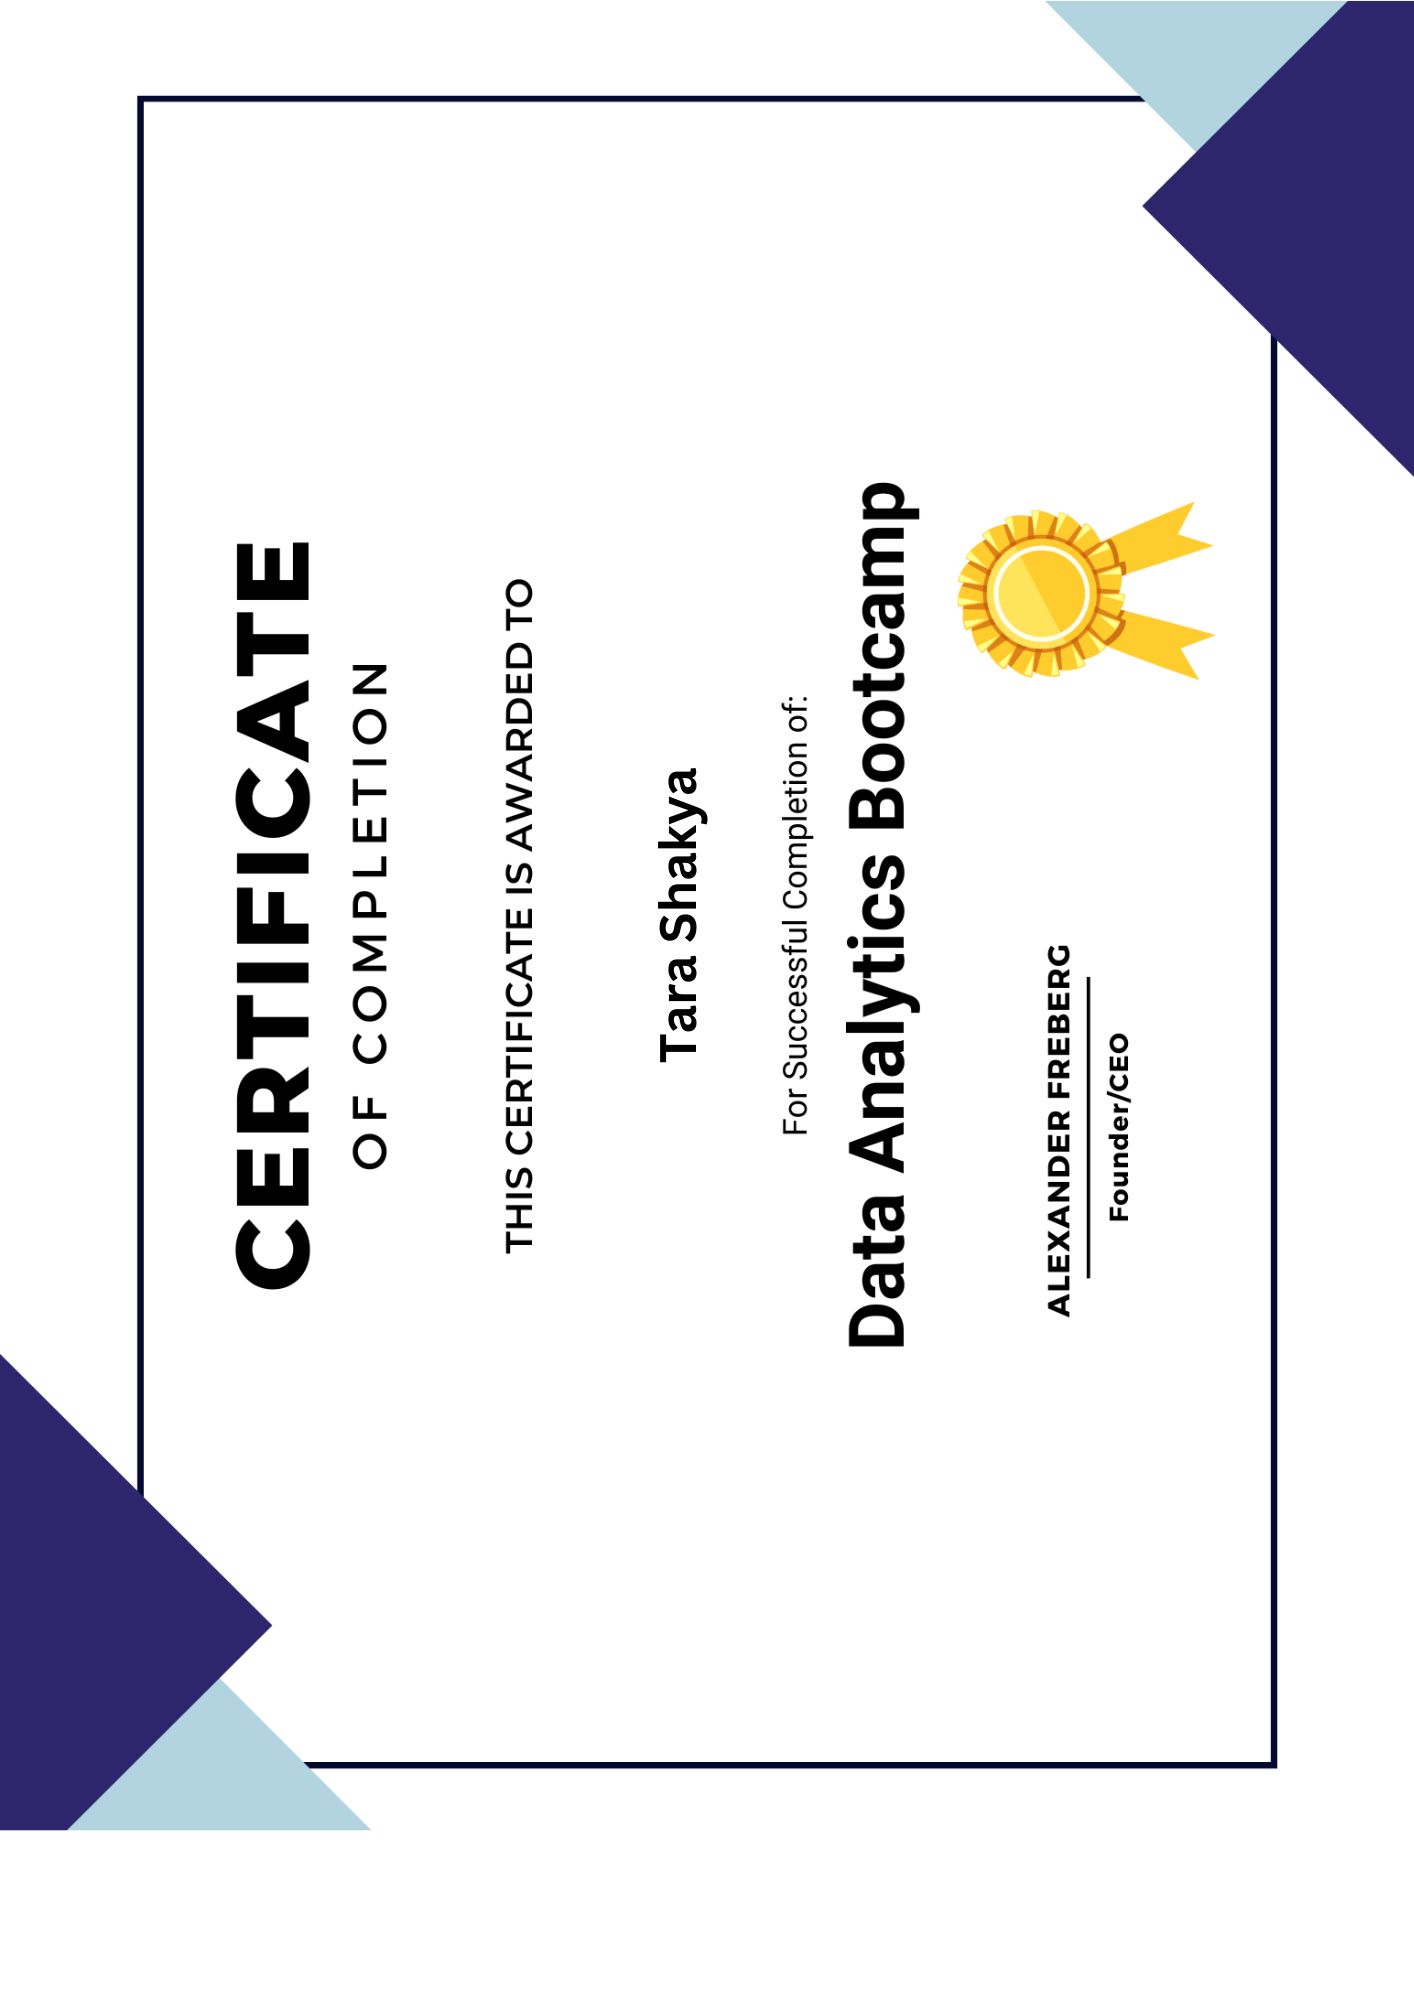 CERTIFICATE
OF COMPLETION
THIS CERTIFICATE IS AWARDED TO
Tara Shakya
For Successful Completion of:
Data Analytics Bootcamp
ALEXANDER FREBERG
Founder/CEO